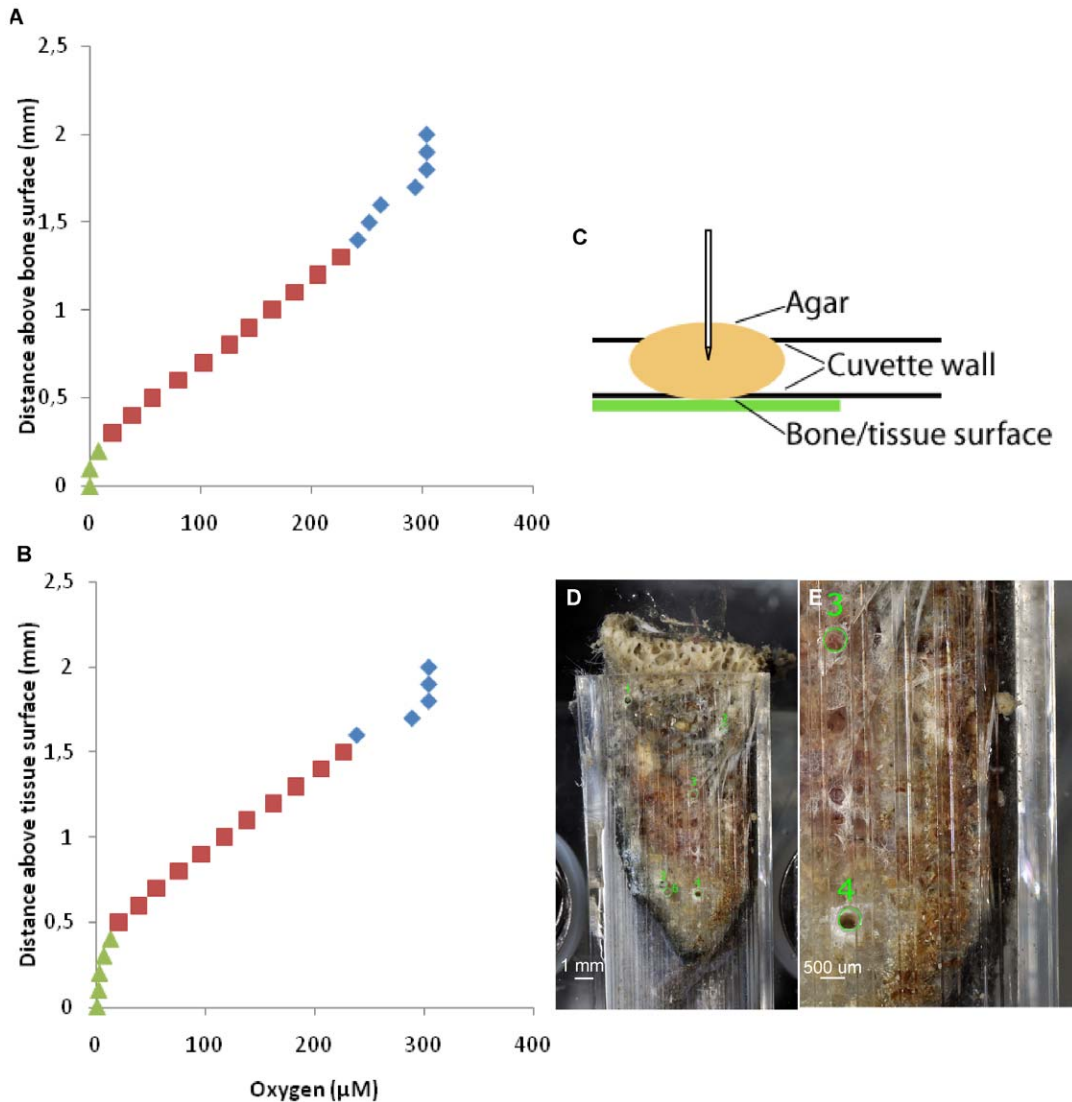 A
Distance above bone surface (mm)
2,5
2
1,5
1
0,5
0
0 100 200 300 400
B
Distance above tissue surface (mm)
2,5
2
1,5
1
0,5
0
0 100 200 300 400
Oxygen (µM)
C
Agar
Cuvette wall
Bone/tissue surface
D
1 mm
E
3
4
500 um